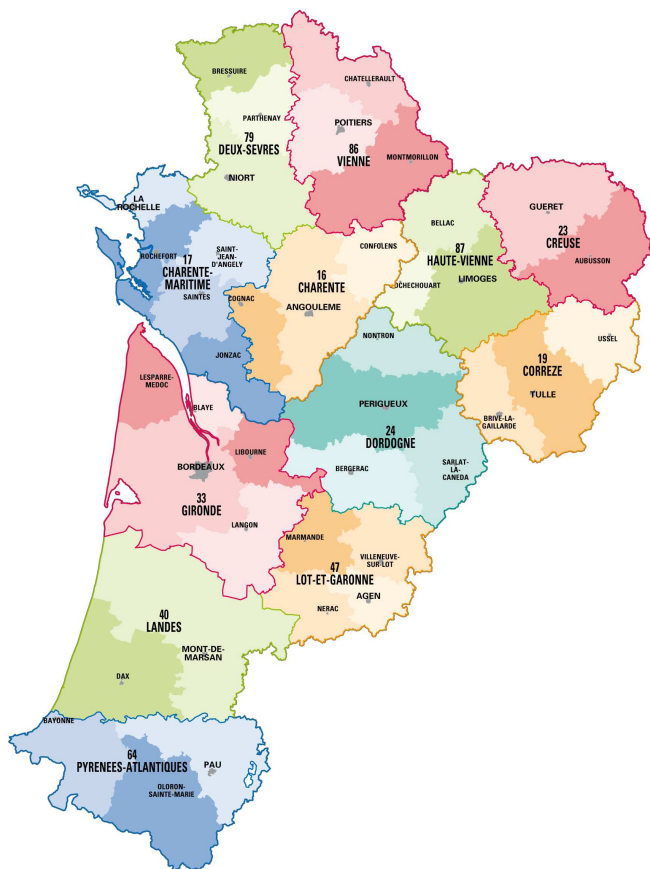 BRESSUIRE
CHATELLERAULT
PARTHENAY
POITIERS
79
DEUX-SEVRES
86
VIENNE
MONTMORILLON
NIORT
LA
ROCHELLE
GUERET
BELLAC
23
CREUSE
ROCHEFORT
17
CHARENTE-
MARITIME
SAINT-
JEAN-
D'ANGELY
CONFOLENS
87
HAUTE-VIENNE
AUBUSSON
16
CHARENTE
SAINTES
COGNAC
ANGOULEME
OCHECHOUART
LIMOGES
NONTRON
USSEL
JONZAC
19
CORREZE
TULLE
LESPARRE-
MEDOC
BLAYE
PERIGUEUX
BRIVE-LA-
GAILLARDE
24
DORDOGNE
LIBOURNE
BORDEAUX
BERGERAC
SARLAT-
LA-
CANEDA
33
GIRONDE
LANGON
MARMANDE
VILLENEUVE-
SUR-LOT
47
LOT-ET-GARONNE
AGEN
NERAC
40
LANDES
MONT-DE-
MARSAN
DAX
BAYONNE
64
PYRENEES-ATLANTIQUES
PAU
OLORON-
SAINTE-MARIE